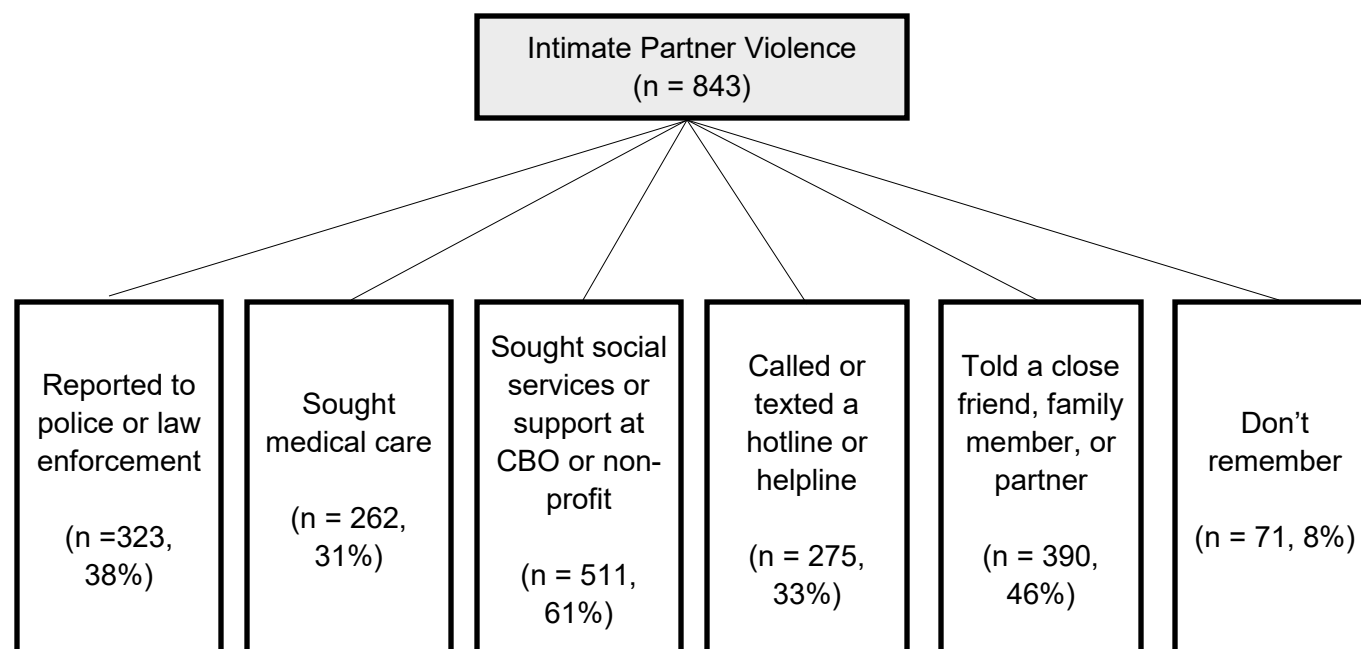 Intimate Partner Violence
(n = 843)
Reported to
police or law
enforcement
(n =323,
38%)
Sought
medical care
(n = 262,
31%)
Sought social
services or
support at
CBO or non-
profit
(n = 511,
61%)
Called or
texted a
hotline or
helpline
(n = 275,
33%)
Told a close
friend, family
member, or
partner
(n = 390,
46%)
Don’t
remember
(n = 71, 8%)